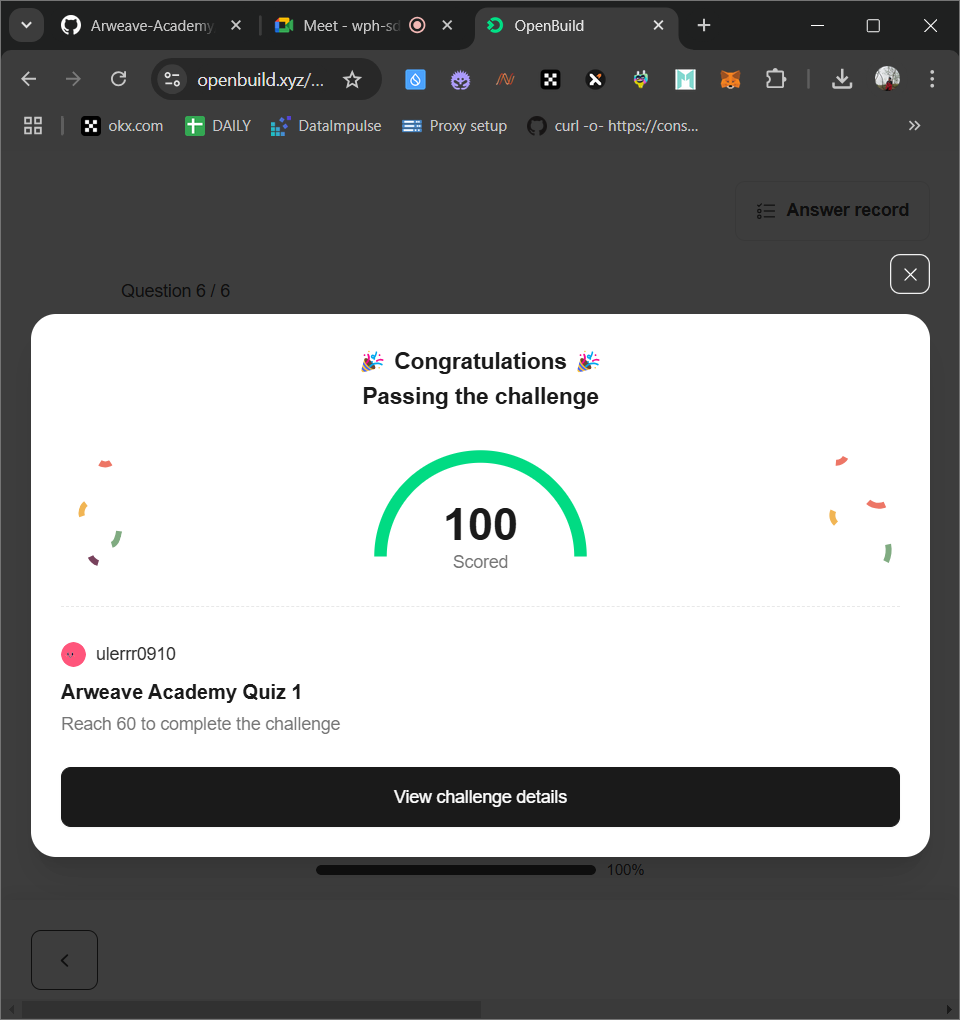 Arweave-Academy
Meet - wph-sd
OpenBuild
openbuild.xyz/...
okx.com
DAILY
DataImpulse
Proxy setup
curl -o- https://cons...
Answer record
Question 6 / 6
Congratulations
Passing the challenge
100
Scored
ulerrr0910
Arweave Academy Quiz 1
Reach 60 to complete the challenge
View challenge details
100%